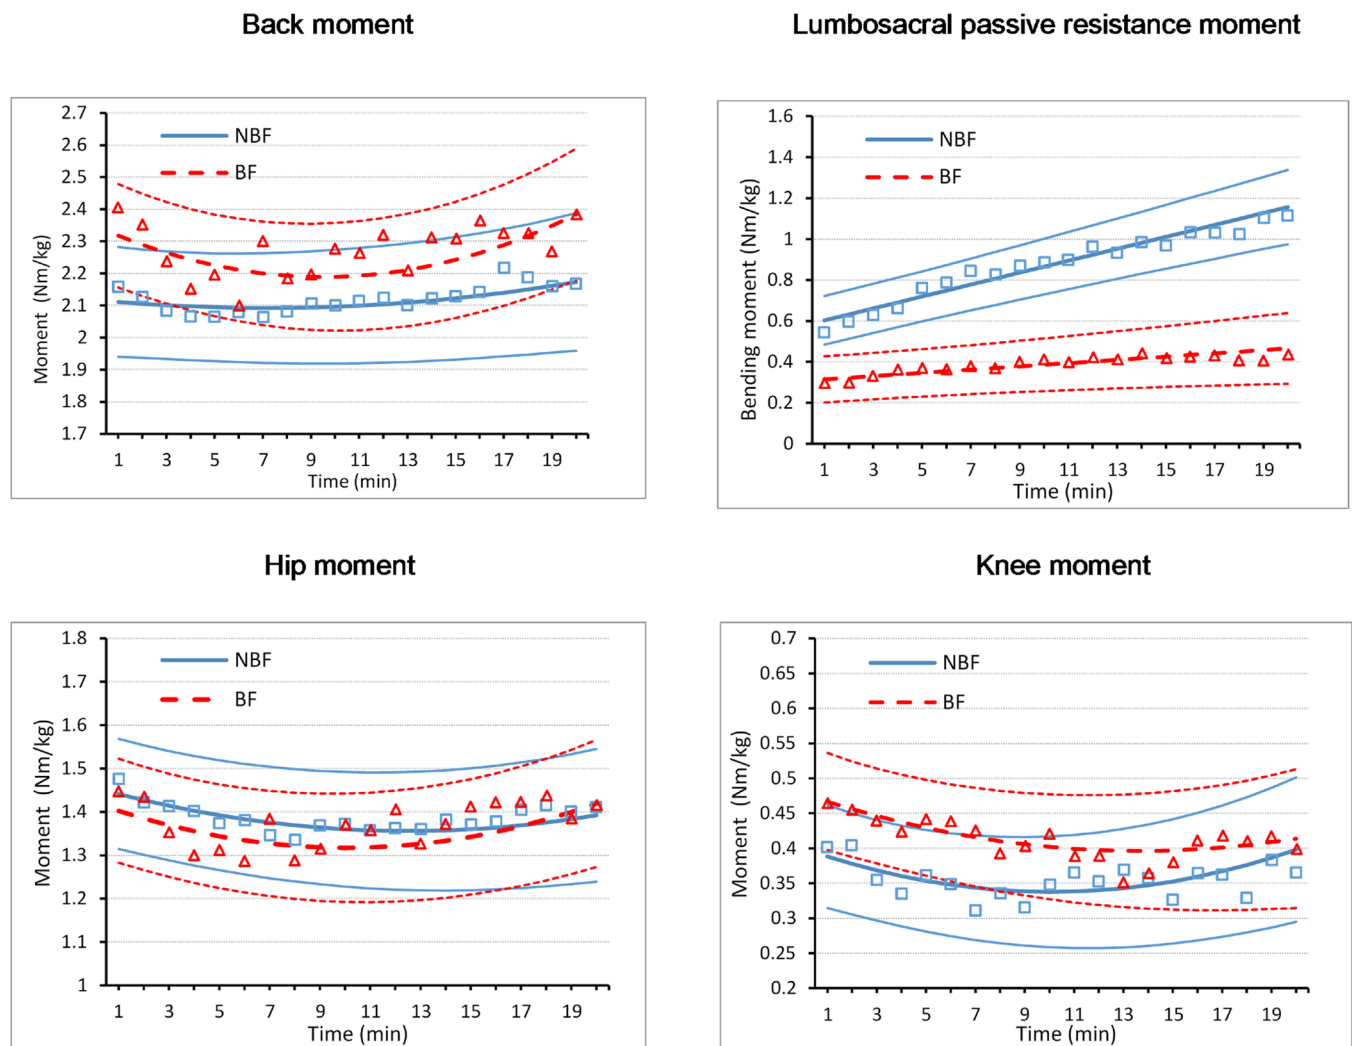 Back moment
2.7
2.6
2.5
2.4
2.3
2.2
2.1
2
1.9
1.8
1.7
Moment (Nm/kg)
NBF
BF
1 3 5 7 9 11 13 15 17 19
Time (min)
Lumbosacral passive resistance moment
1.6
1.4
1.2
1
0.8
0.6
0.4
0.2
0
Bending moment (Nm/kg)
NBF
BF
1 3 5 7 9 11 13 15 17 19
Time (min)
Hip moment
1.8
1.7
1.6
1.5
1.4
1.3
1.2
1.1
1
Moment (Nm/kg)
NBF
BF
1 3 5 7 9 11 13 15 17 19
Time (min)
Knee moment
0.7
0.65
0.6
0.55
0.5
0.45
0.4
0.35
0.3
0.25
0.2
Moment (Nm/kg)
NBF
BF
1 3 5 7 9 11 13 15 17 19
Time (min)